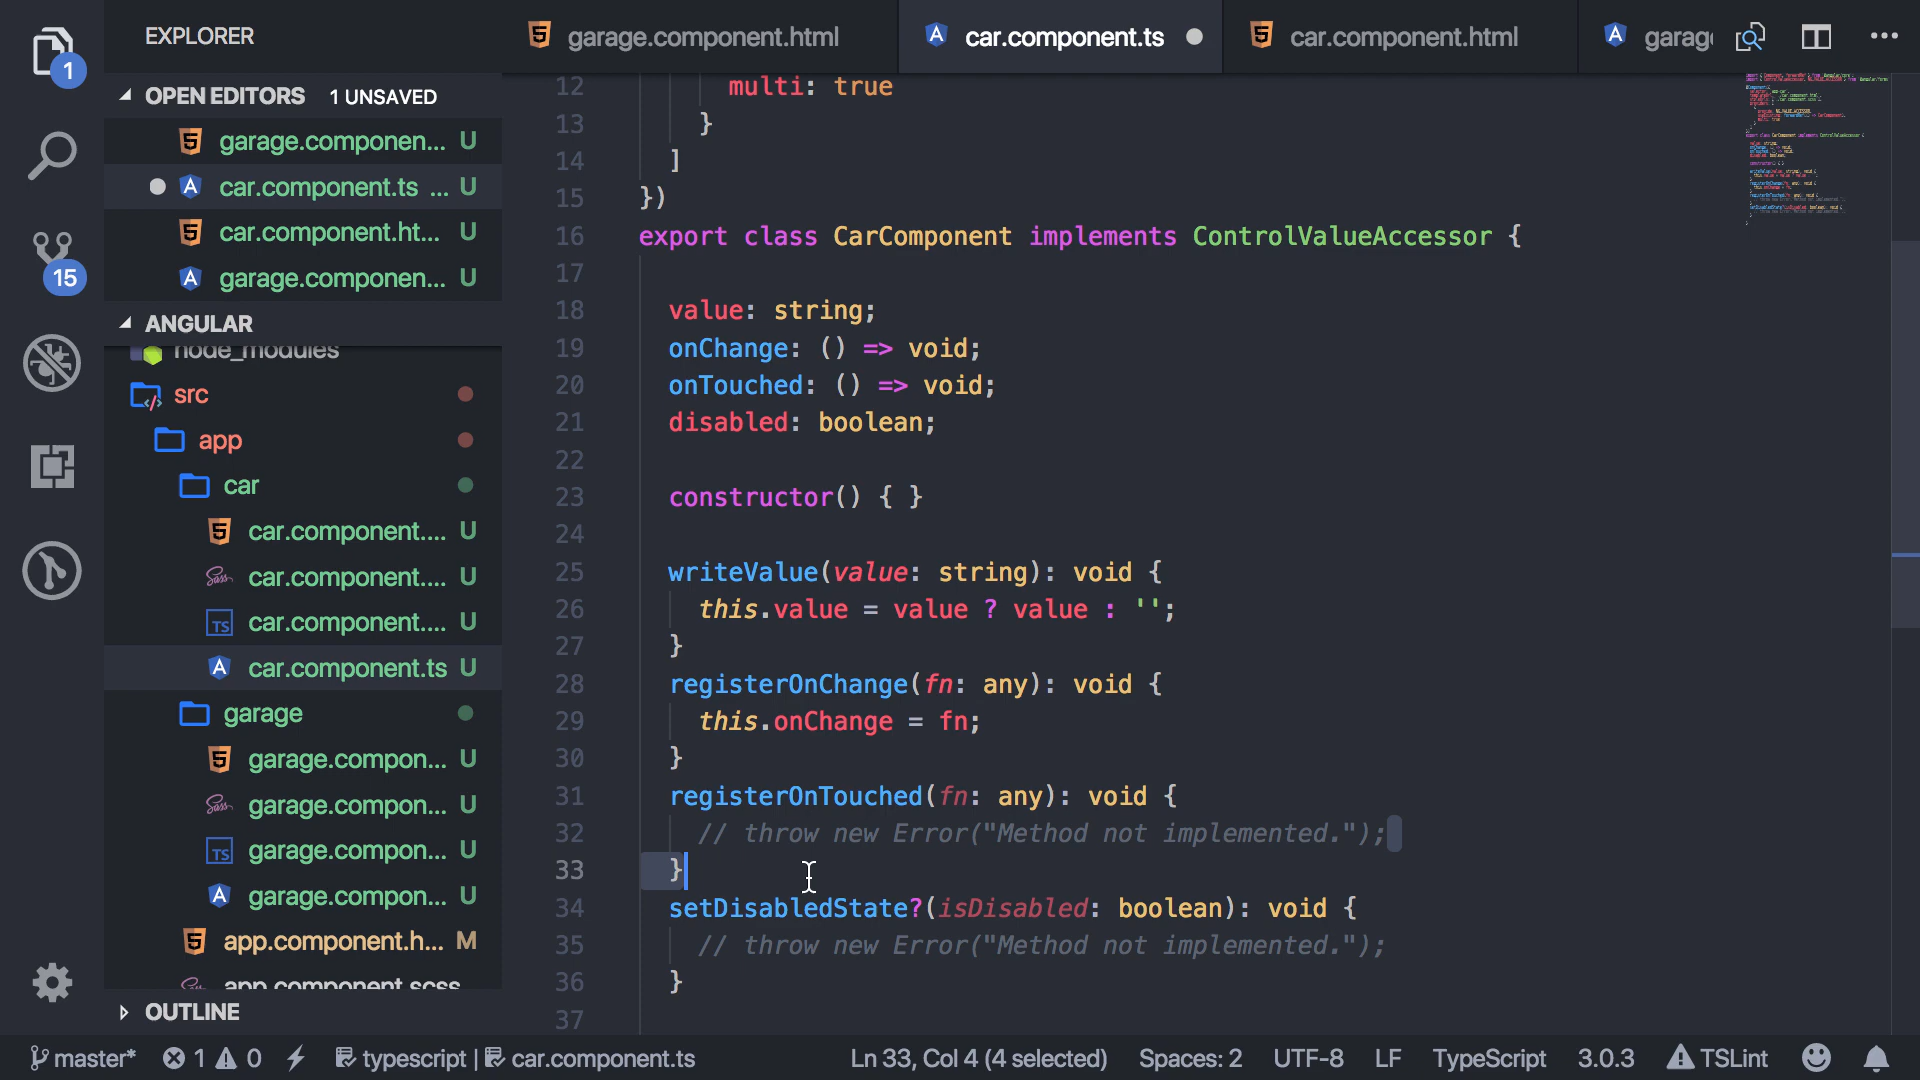 EXPLORER
garage.component.html
car.component.ts
car.component.html
garag
1
OPEN EDITORS 1 UNSAVED
garage.componen... U
car.component.ts ... U
car.component.ht... U
garage.componen... U
15
ANGULAR
node_modules
src
app
car
car.component.... U
car.component.... U
car.component.... U
car.component.ts U
garage
garage.compon... U
garage.compon... U
garage.compon... U
garage.compon... U
app.component.h... M
app.component.scss
OUTLINE
12 multi: true
13 }
14 ]
15 })
16 export class CarComponent implements ControlValueAccessor {
17
18 value: string;
19 onChange: () => void;
20 onTouched: () => void;
21 disabled: boolean;
22
23 constructor() { }
24
25 writeValue(value: string): void {
26 this.value = value ? value : '';
27 }
28 registerOnChange(fn: any): void {
29 this.onChange = fn;
30 }
31 registerOnTouched(fn: any): void {
32 // throw new Error("Method not implemented.");
33 }
34 setDisabledState?(isDisabled: boolean): void {
35 // throw new Error("Method not implemented.");
36 }
37
master* 1 0 typescript | car.component.ts Ln 33, Col 4 (4 selected) Spaces: 2 UTF-8 LF TypeScript 3.0.3 TSLint